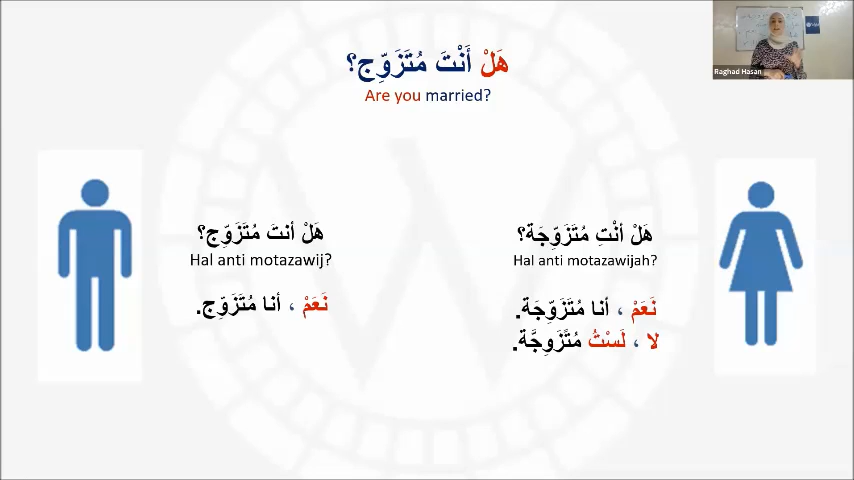 هَلْ أَنْتَ مُتَزَوِّج؟
Are you married?
Raghad Hasan
هَلْ أنتَ مُتَزَوِّج؟
Hal anti motazawij?
نَعَمْ ، أنا مُتَزَوِّج.
هَلْ أنْتِ مُتَزَوِّجَة؟
Hal anti motazawijah?
نَعَمْ ، أنا مُتَزَوِّجَة.
لا ، لَسْتُ مُتَزَوِجَّة.